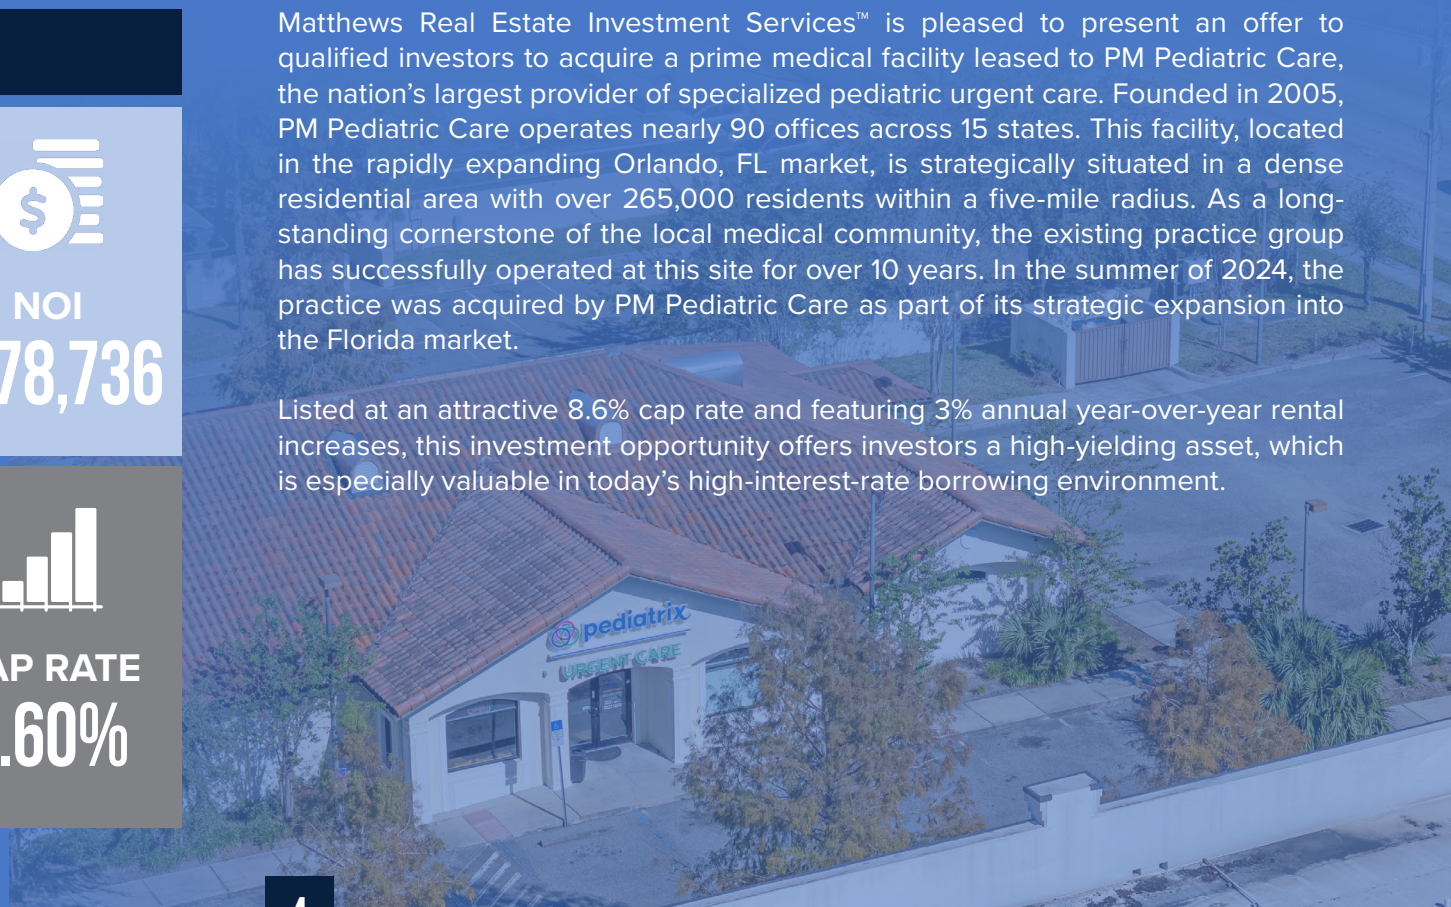 Matthews Real Estate Investment Services™ is pleased to present an offer to
qualified investors to acquire a prime medical facility leased to PM Pediatric Care,
the nation's largest provider of specialized pediatric urgent care. Founded in 2005,
PM Pediatric Care operates nearly 90 offices across 15 states. This facility, located
in the rapidly expanding Orlando, FL market, is strategically situated in a dense
residential area with over 265,000 residents within a five-mile radius. As a long-
standing cornerstone of the local medical community, the existing practice group
has successfully operated at this site for over 10 years. In the summer of 2024, the
practice was acquired by PM Pediatric Care as part of its strategic expansion into
the Florida market.
Listed at an attractive 8.6% cap rate and featuring 3% annual year-over-year rental
increases, this investment opportunity offers investors a high-yielding asset, which
is especially valuable in today's high-interest-rate borrowing environment.
$
NOI
78,736
AP RATE
.60%
pediatrix
URGENT CARE